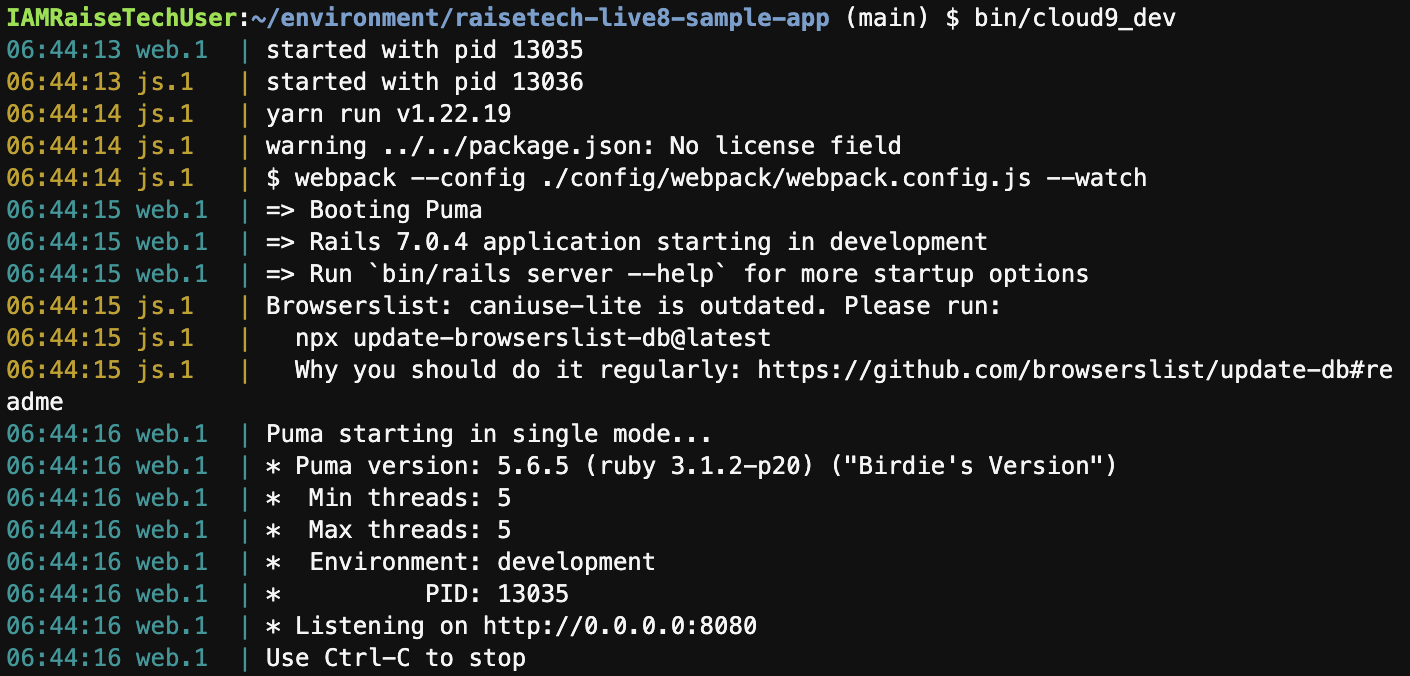 IAMRaiseTechUser:~/environment/raisetech-live8-sample-app (main) $ bin/cloud9_dev
06:44:13 web.1  | started with pid 13035
06:44:13 js.1   | started with pid 13036
06:44:14 js.1   | yarn run v1.22.19
06:44:14 js.1   | warning ../../package.json: No license field
06:44:14 js.1   | $ webpack --config ./config/webpack/webpack.config.js --watch
06:44:15 web.1  | => Booting Puma
06:44:15 web.1  | => Rails 7.0.4 application starting in development
06:44:15 web.1  | => Run `bin/rails server --help` for more startup options
06:44:15 js.1   | Browserslist: caniuse-lite is outdated. Please run:
06:44:15 js.1   |   npx update-browserslist-db@latest
06:44:15 js.1   |   Why you should do it regularly: https://github.com/browserslist/update-db#re
adme
06:44:16 web.1  | Puma starting in single mode...
06:44:16 web.1  | * Puma version: 5.6.5 (ruby 3.1.2-p20) ("Birdie's Version")
06:44:16 web.1  | *  Min threads: 5
06:44:16 web.1  | *  Max threads: 5
06:44:16 web.1  | *  Environment: development
06:44:16 web.1  | *          PID: 13035
06:44:16 web.1  | * Listening on http://0.0.0.0:8080
06:44:16 web.1  | Use Ctrl-C to stop